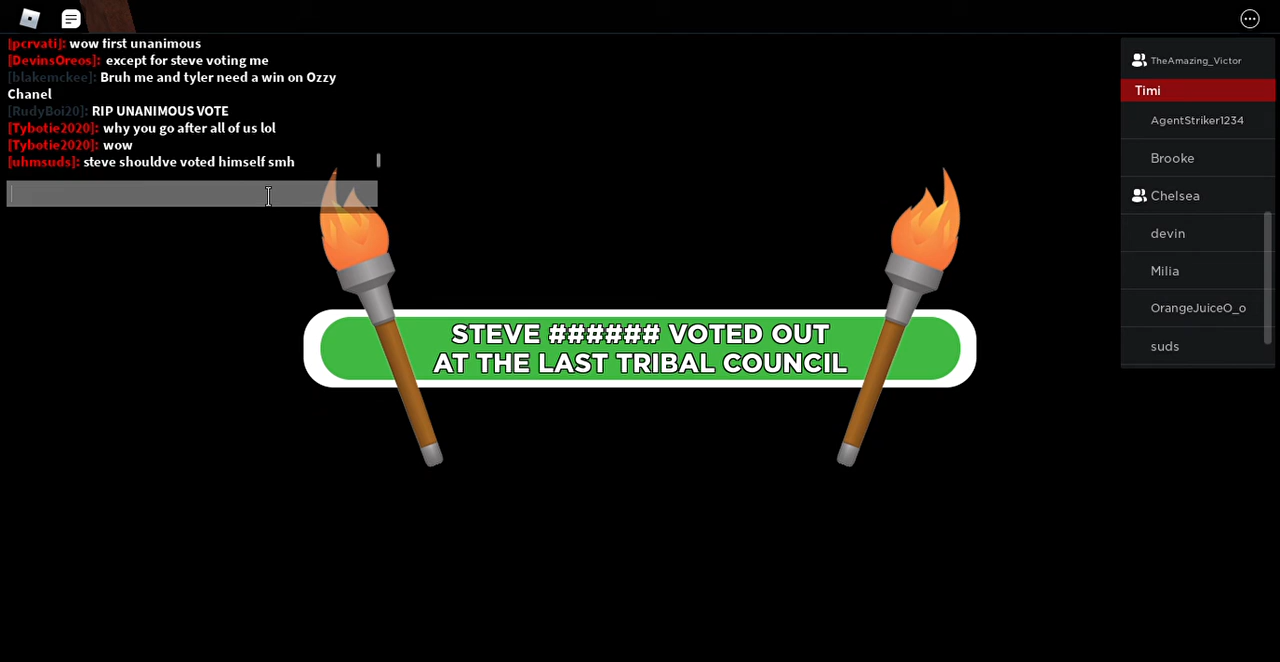 [pcrvati]: wow first unanimous
[DevinsOreos]: except for steve voting me
[blakemckee]: Bruh me and tyler need a win on Ozzy
Chanel
[RudyBoi20]: RIP UNANIMOUS VOTE
[Tybotie2020]: why you go after all of us lol
[Tybotie2020]: wow
[uhmsuds]: steve shouldve voted himself smh
STEVE ###### VOTED OUT
AT THE LAST TRIBAL COUNCIL
TheAmazing_Victor
Timi
AgentStriker1234
Brooke
Chelsea
devin
Milia
OrangeJuiceO_o
suds